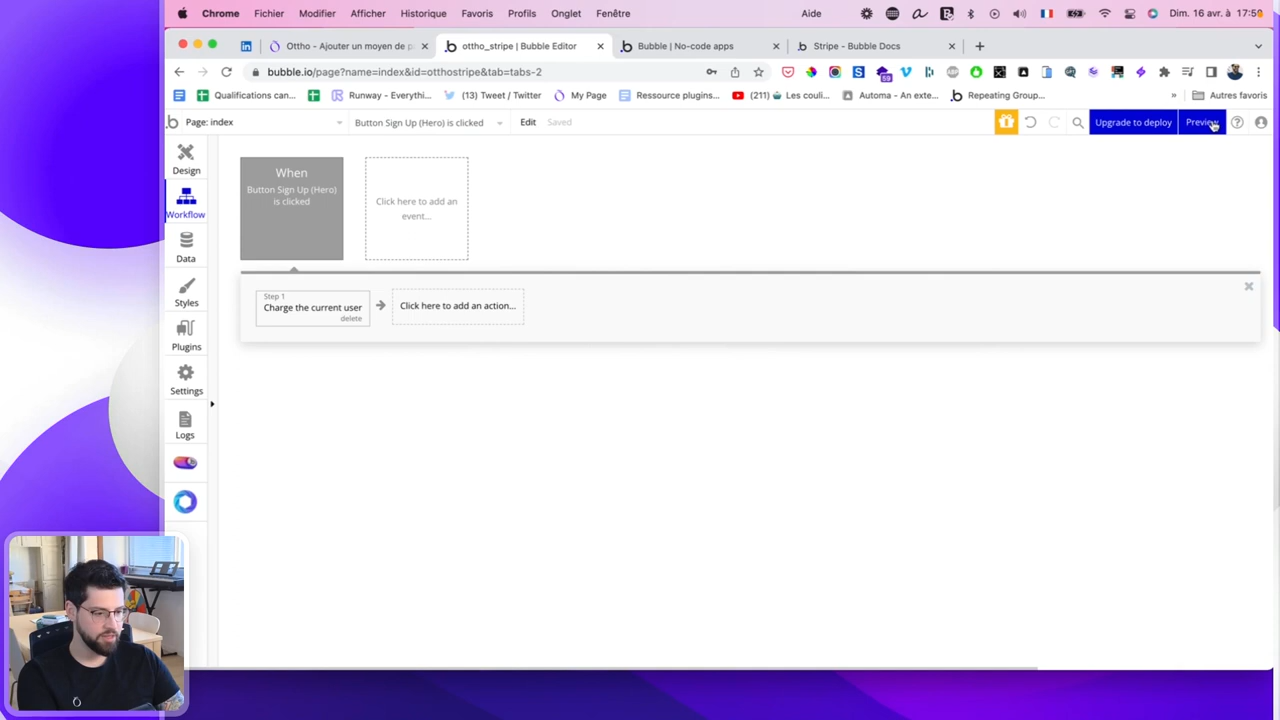 Chrome Fichier Modifier Afficher Historique Favoris Profils Onglet Fenêtre Aide Dim. 16 avr. à 17:50
Ottho - Ajouter un moyen de p
ottho_stripe | Bubble Editor
Bubble | No-code apps
Stripe - Bubble Docs
bubble.io/page?name=index&id=otthostripe&tab=tabs-2
59
Qualifications can...
Runway - Everythi...
(13) Tweet / Twitter
My Page
Ressource plugins...
(211) Les couli...
Automa - An exte...
Repeating Group...
»
Autres favoris
Page: index
Button Sign Up (Hero) is clicked
Edit
Saved
Upgrade to deploy
Preview
Design
Workflow
Data
Styles
Plugins
Settings
Logs
When
Button Sign Up (Hero)
is clicked
Click here to add an
event...
Step 1
Charge the current user
delete
Click here to add an action...